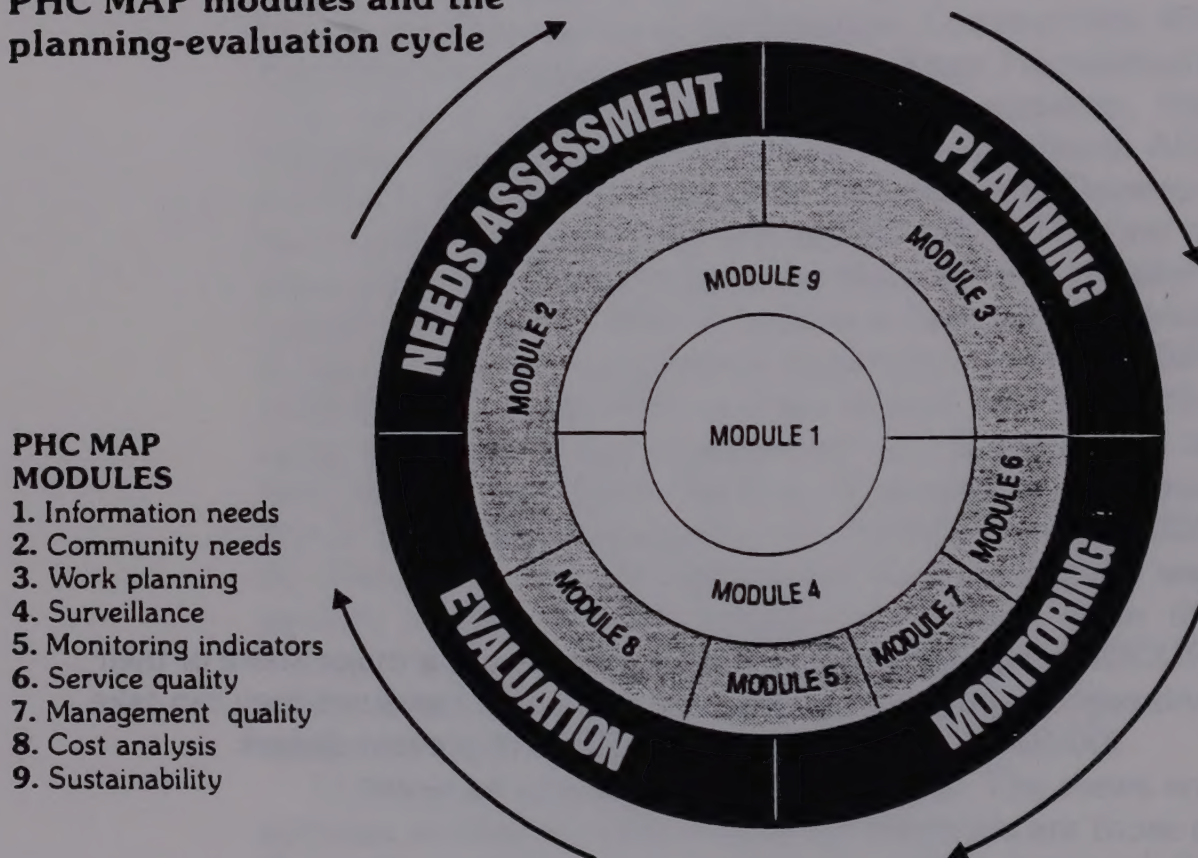 PHC MAP modules and the
planning-evaluation cycle
NEEDS ASSESSMENT
PLANNING
MODULE 2
MODULE 9
MODULE 3
MODULE 1
MODULE 6
MODULE 4
MODULE 7
MODULE 8
MODULE 5
EVALUATION
MONITORING
PHC MAP
MODULES
1. Information needs
2. Community needs
3. Work planning
4. Surveillance
5. Monitoring indicators
6. Service quality
7. Management quality
8. Cost analysis
9. Sustainability